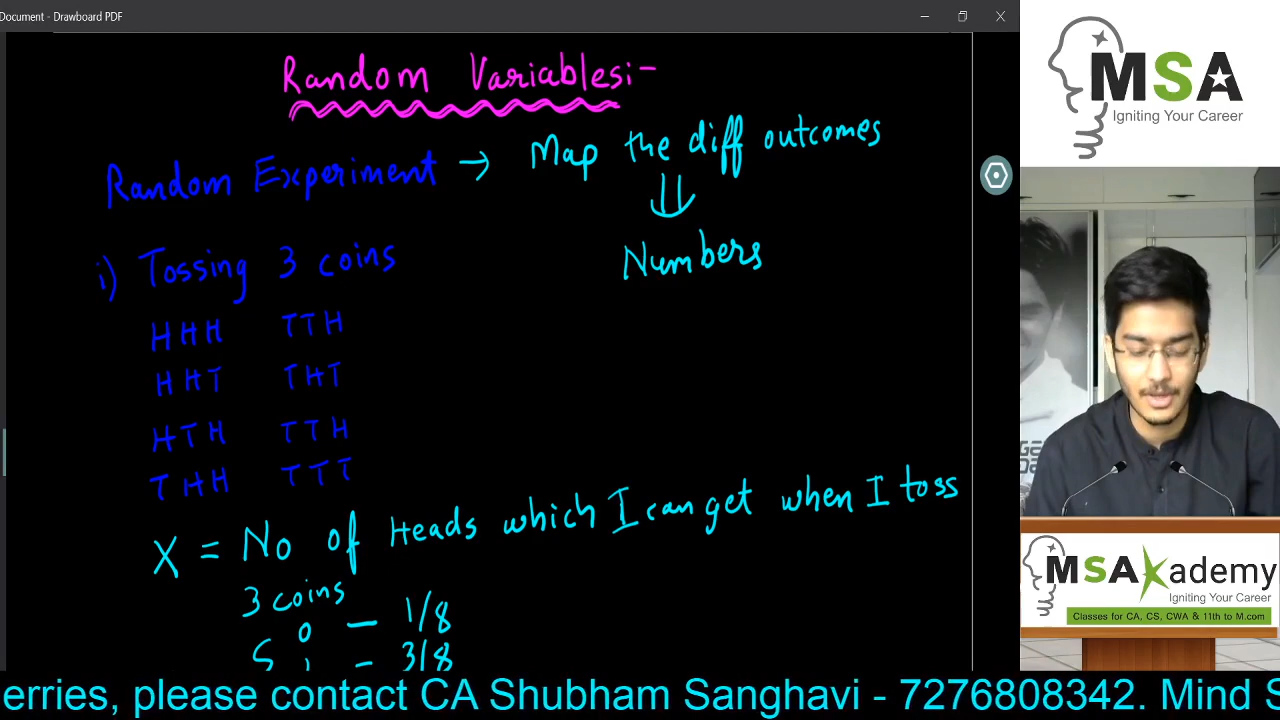 Document - Drawboard PDF
Random Variables:-
Random Experiment → Map the diff outcomes
⇓
Numbers
i) Tossing 3 coins
HHH TTH
HHT THT
HTH TTH
THH TTT
X = No of Heads which I can get when I toss
3 coins
0 - 1/8
1 - 3/8
MSA
Igniting Your Career
MSAKademy
Igniting Your Career
Classes for CA, CS, CWA & 11th to M.com
erries, please contact CA Shubham Sanghavi - 7276808342. Mind S